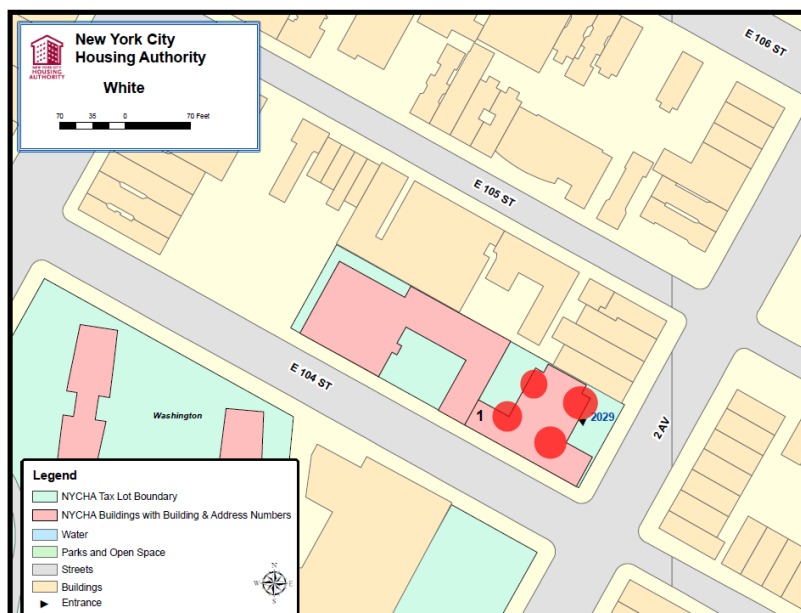 New York City
Housing Authority
NEW YORK CITY
HOUSING
AUTHORITY
White
70 35 0 70 Feet
E 106 ST
E 105 ST
E 104 ST
1
2029
2 AV
Washington
Legend
NYCHA Tax Lot Boundary
NYCHA Buildings with Building & Address Numbers
Water
Parks and Open Space
Streets
Buildings
Entrance
N
W E
S